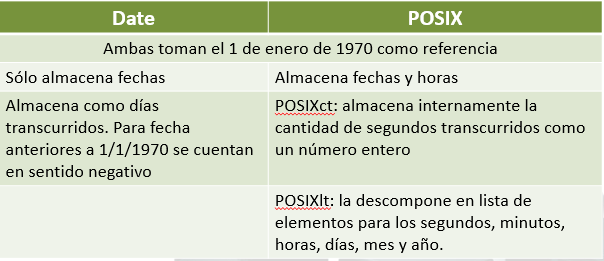 Date
POSIX
Ambas toman el 1 de enero de 1970 como referencia
Sólo almacena fechas
Almacena fechas y horas
Almacena como días
transcurridos. Para fecha
anteriores a 1/1/1970 se cuentan
en sentido negativo
POSIXct: almacena internamente la
cantidad de segundos transcurridos como
un número entero
POSIXlt: la descompone en lista de
elementos para los segundos, minutos,
horas, días, mes y año.